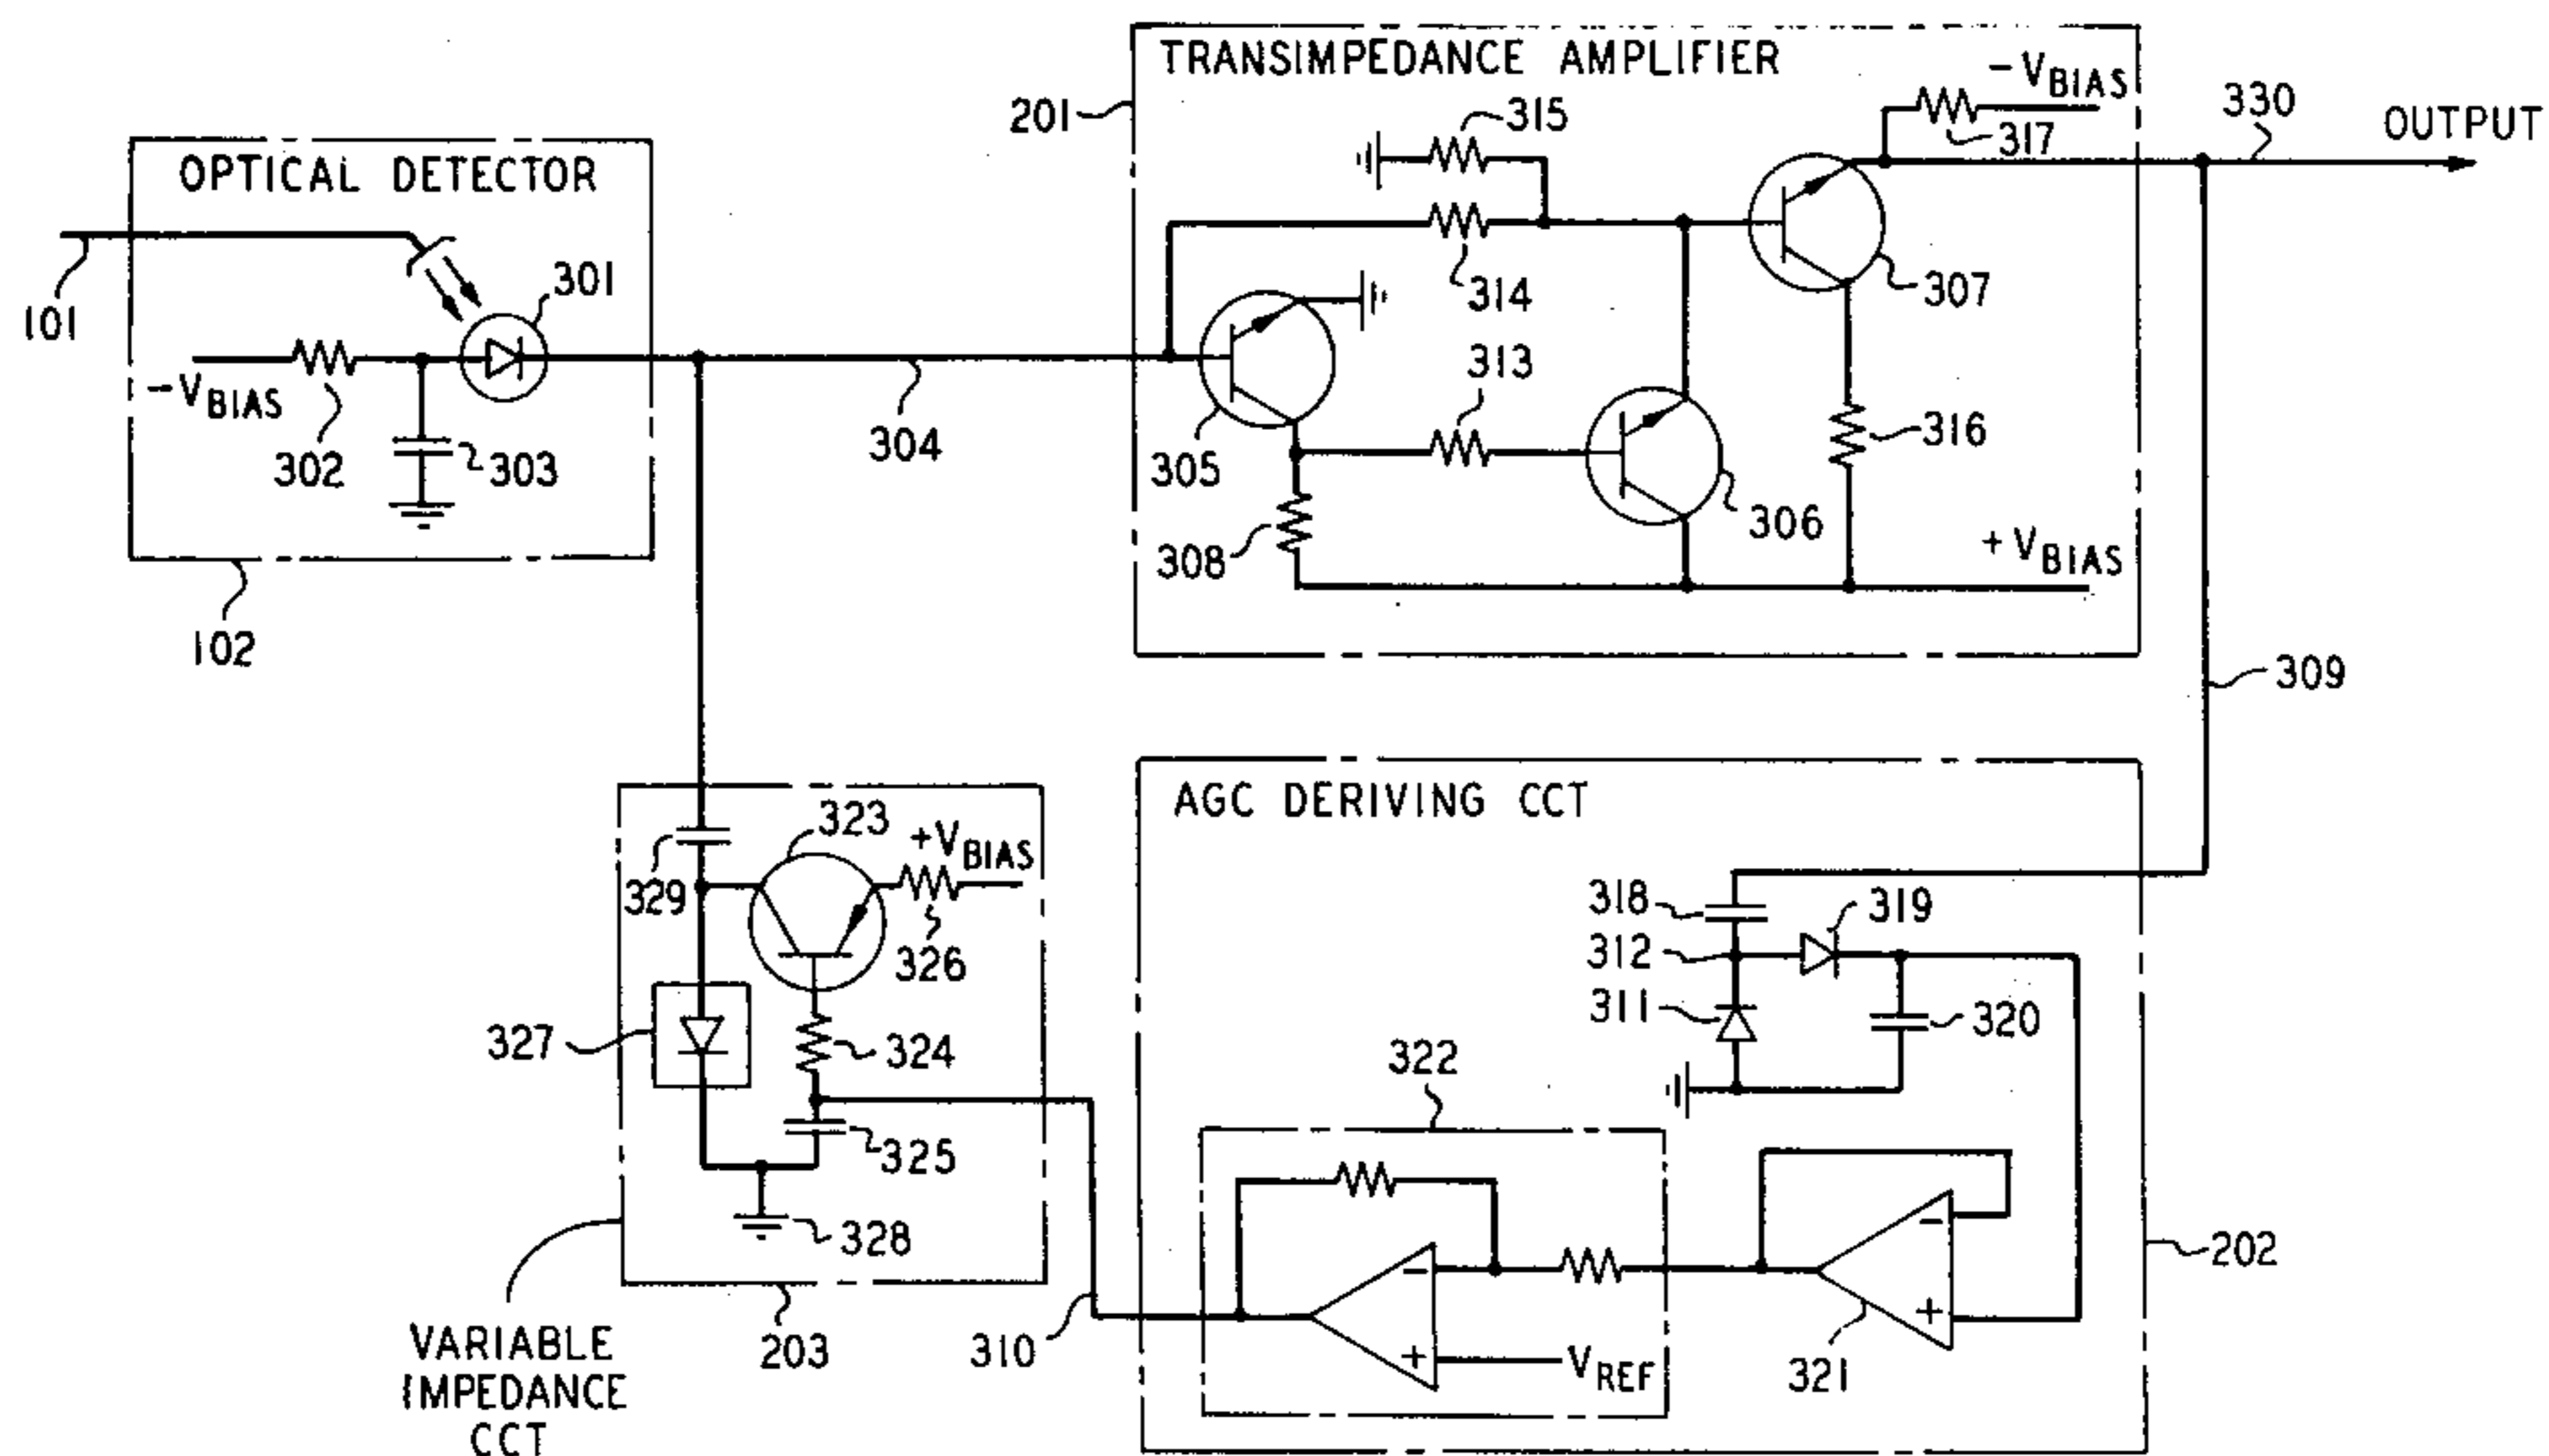 TRANSIMPEDANCE AMPLIFIER
-VBIAS
330
OUTPUT
201
315
317
OPTICAL DETECTOR
301
314
307
101
313
-VBIAS
302
303
304
305
316
306
308
+VBIAS
102
309
AGC DERIVING CCT
323
+VBIAS
329
318
319
312
326
311
320
327
324
322
325
328
202
310
VREF
321
203
VARIABLE
IMPEDANCE
CCT